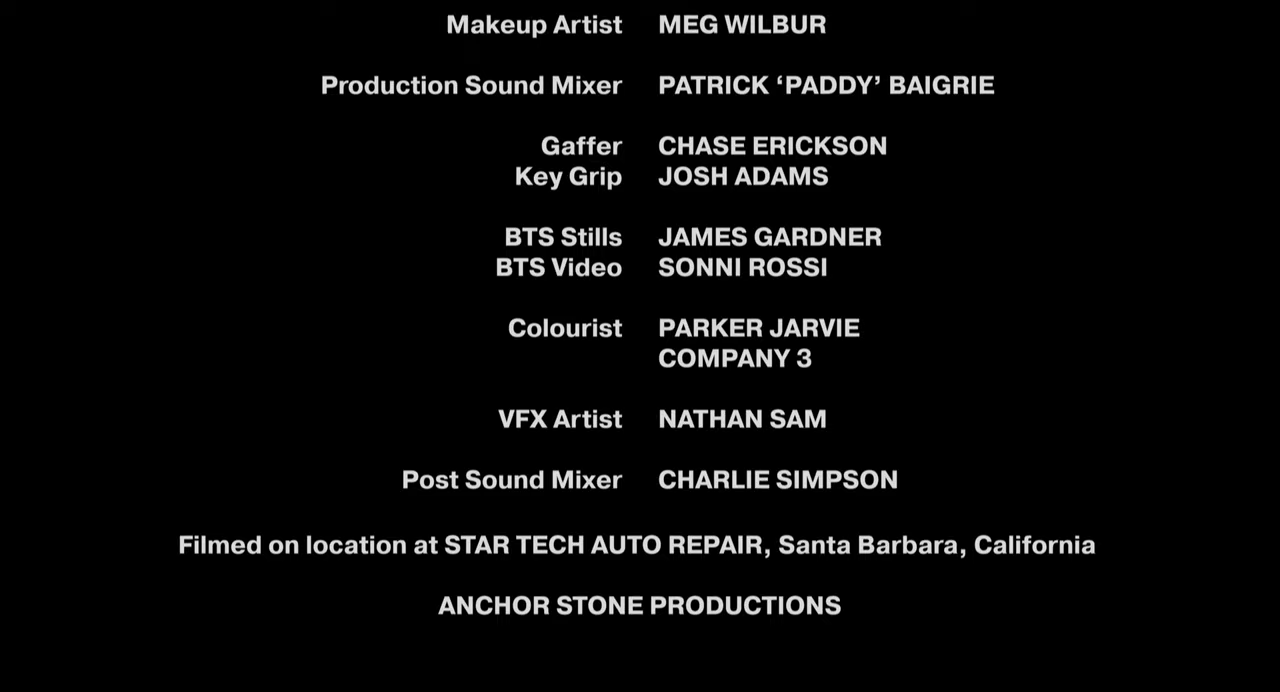 Makeup Artist MEG WILBUR
Production Sound Mixer PATRICK ‘PADDY’ BAIGRIE
Gaffer CHASE ERICKSON
Key Grip JOSH ADAMS
BTS Stills JAMES GARDNER
BTS Video SONNI ROSSI
Colourist PARKER JARVIE
COMPANY 3
VFX Artist NATHAN SAM
Post Sound Mixer CHARLIE SIMPSON
Filmed on location at STAR TECH AUTO REPAIR, Santa Barbara, California
ANCHOR STONE PRODUCTIONS